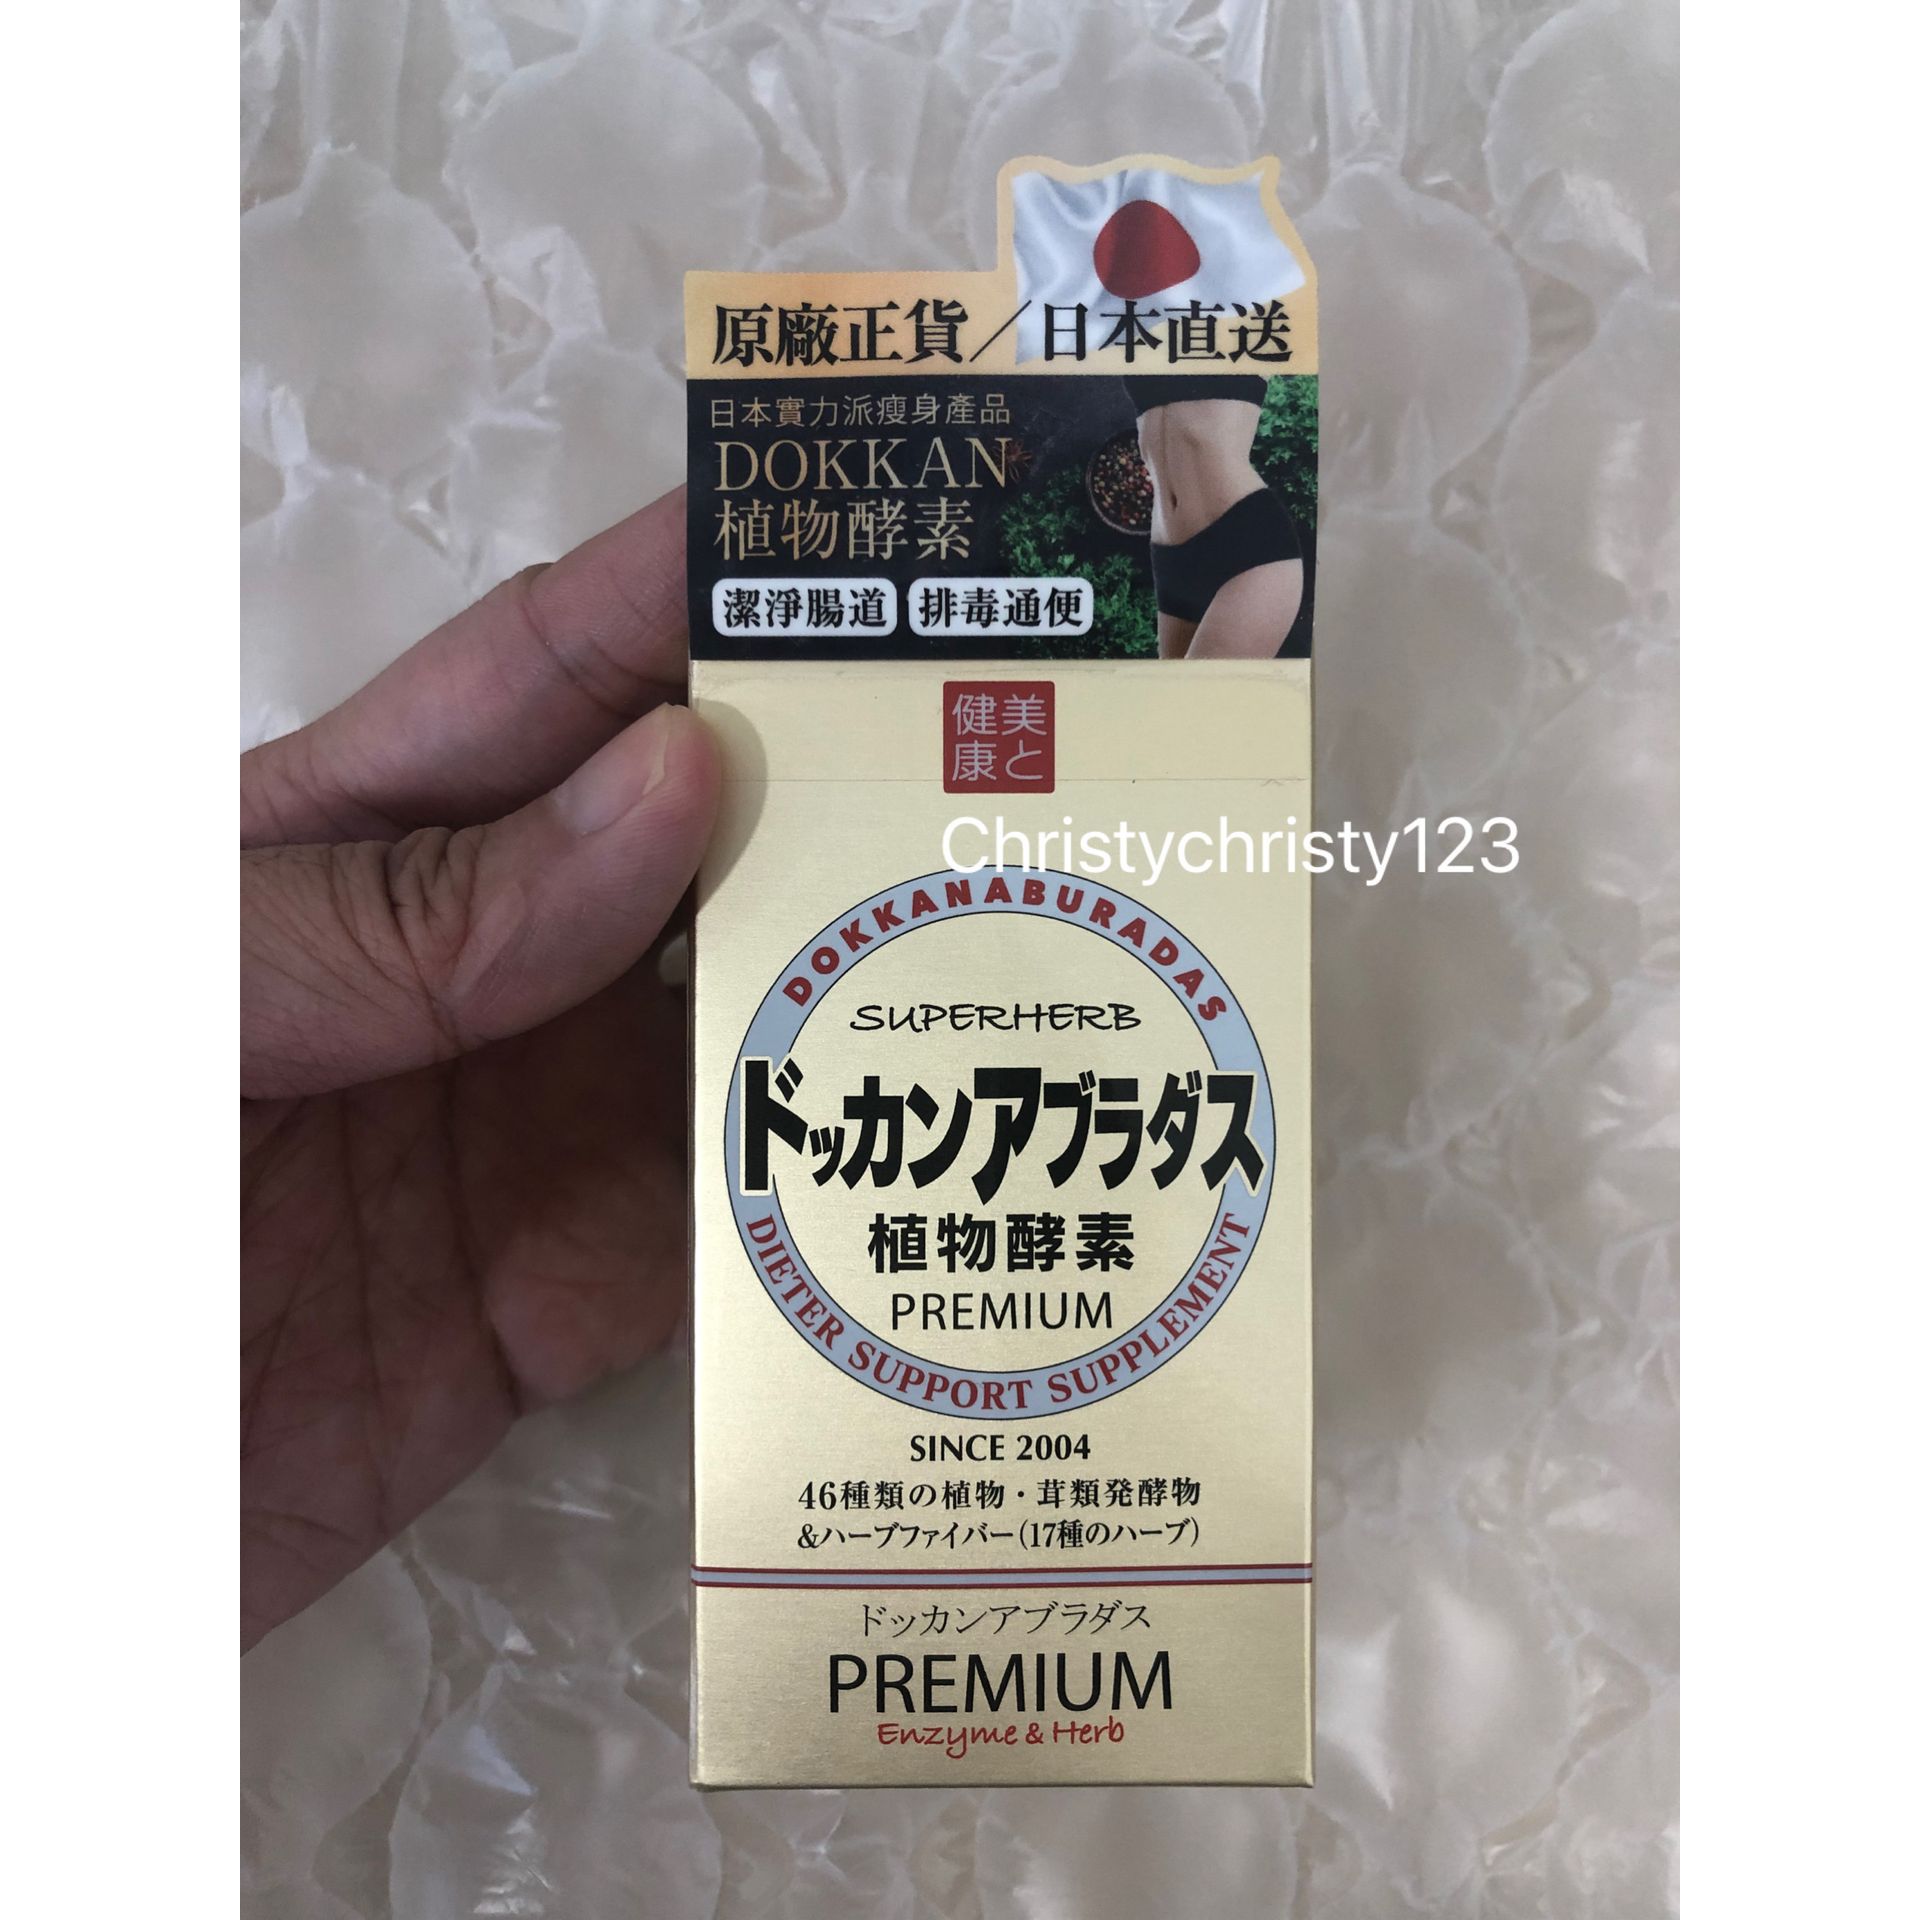 原廠正貨／日本直送
日本實力派瘦身產品
DOKKAN
植物酵素
潔淨腸道 排毒通便
美と
健康
Christychristy123
DOKKANABURADAS
SUPERHERB
ドッカンアブラダス
植物酵素
PREMIUM
DIETER SUPPORT SUPPLEMENT
SINCE 2004
46種類の植物・茸類発酵物
&ハーブファイバー(17種のハーブ)
ドッカンアブラダス
PREMIUM
Enzyme & Herb